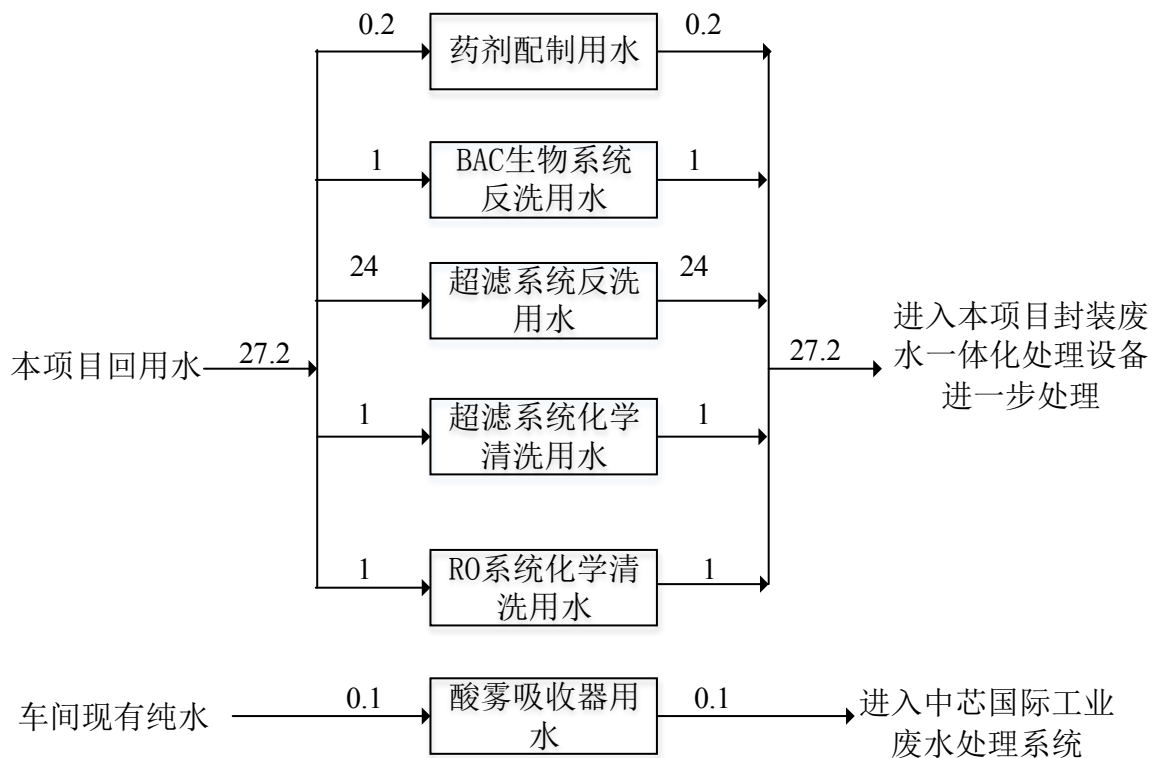 0.2
药剂配制用水
0.2
1
BAC生物系统
反洗用水
1
24
超滤系统反洗
用水
24
本项目回用水
27.2
27.2
进入本项目封装废
水一体化处理设备
进一步处理
1
超滤系统化学
清洗用水
1
1
RO系统化学清
洗用水
1
车间现有纯水
0.1
酸雾吸收器用
水
0.1
进入中芯国际工业
废水处理系统